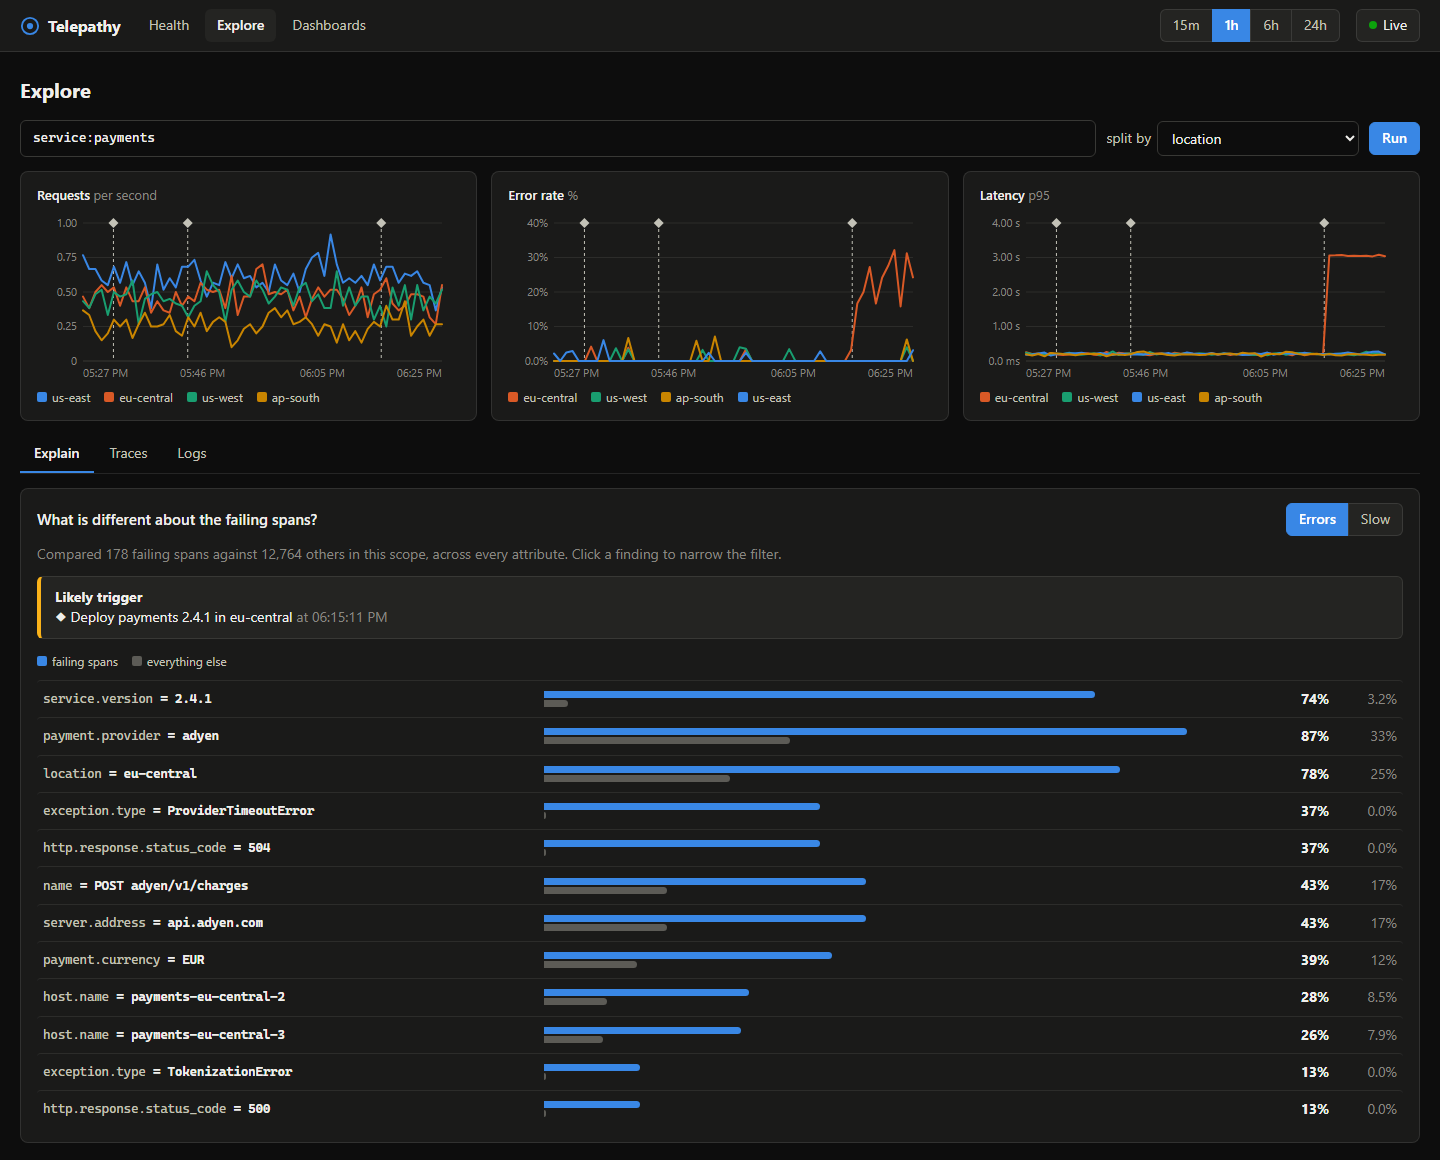 Telepathy Health Explore Dashboards 15m 1h 6h 24h Live
Explore
service:payments split by location Run
Requests per second
1.00
0.75
0.50
0.25
0
05:27 PM 05:46 PM 06:05 PM 06:25 PM
us-east eu-central us-west ap-south
Error rate %
40%
30%
20%
10%
0.0%
05:27 PM 05:46 PM 06:05 PM 06:25 PM
eu-central us-west ap-south us-east
Latency p95
4.00 s
3.00 s
2.00 s
1.00 s
0.0 ms
05:27 PM 05:46 PM 06:05 PM 06:25 PM
eu-central us-west us-east ap-south
Explain Traces Logs
What is different about the failing spans? Errors Slow
Compared 178 failing spans against 12,764 others in this scope, across every attribute. Click a finding to narrow the filter.
Likely trigger
◆ Deploy payments 2.4.1 in eu-central at 06:15:11 PM
failing spans everything else
service.version = 2.4.1 74% 3.2%
payment.provider = adyen 87% 33%
location = eu-central 78% 25%
exception.type = ProviderTimeoutError 37% 0.0%
http.response.status_code = 504 37% 0.0%
name = POST adyen/v1/charges 43% 17%
server.address = api.adyen.com 43% 17%
payment.currency = EUR 39% 12%
host.name = payments-eu-central-2 28% 8.5%
host.name = payments-eu-central-3 26% 7.9%
exception.type = TokenizationError 13% 0.0%
http.response.status_code = 500 13% 0.0%